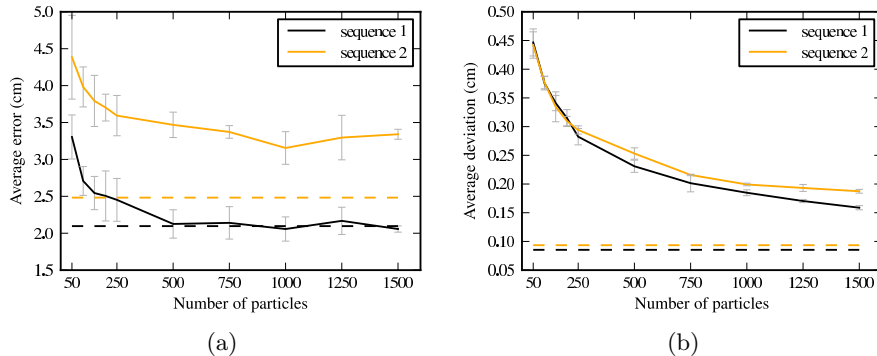 5.0
4.5
4.0
3.5
3.0
2.5
2.0
1.5
Average error (cm)
sequence 1
sequence 2
50 250 500 750 1000 1250 1500
Number of particles
(a)
0.50
0.45
0.40
0.35
0.30
0.25
0.20
0.15
0.10
0.05
Average deviation (cm)
sequence 1
sequence 2
50 250 500 750 1000 1250 1500
Number of particles
(b)